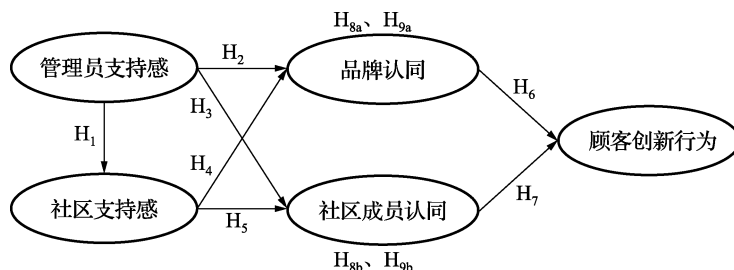 H8a、H9a
管理员支持感
H2
品牌认同
H3
H6
H1
顾客创新行为
H4
社区支持感
H5
社区成员认同
H7
H8b、H9b